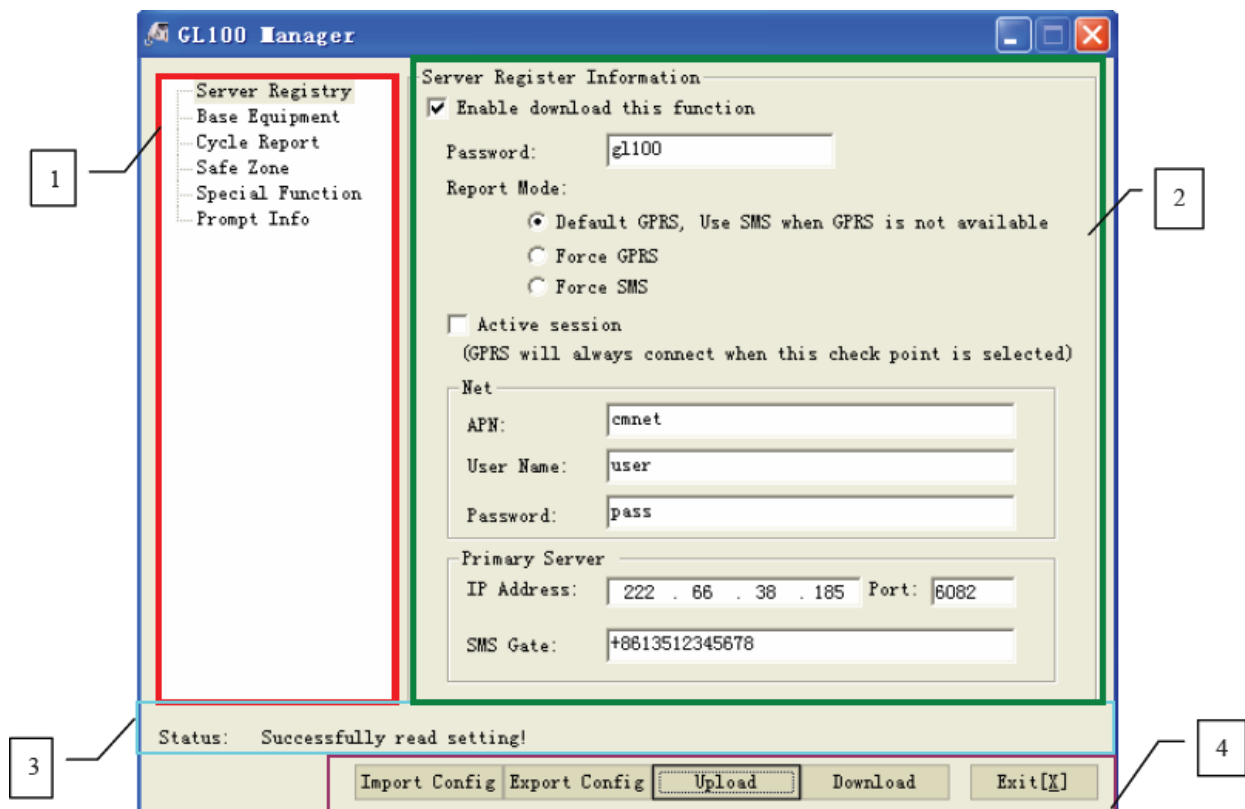 GL100 Manager
1
Server Registry
Base Equipment
Cycle Report
Safe Zone
Special Function
Prompt Info
2
Server Register Information
Enable download this function
Password: gl100
Report Mode:
Default GPRS, Use SMS when GPRS is not available
Force GPRS
Force SMS
Active session
(GPRS will always connect when this check point is selected)
Net
APN: cmnet
User Name: user
Password: pass
Primary Server
IP Address: 222 . 66 . 38 . 185 Port: 6082
SMS Gate: +8613512345678
3
Status: Successfully read setting!
4
Import Config Export Config Upload Download Exit[X]